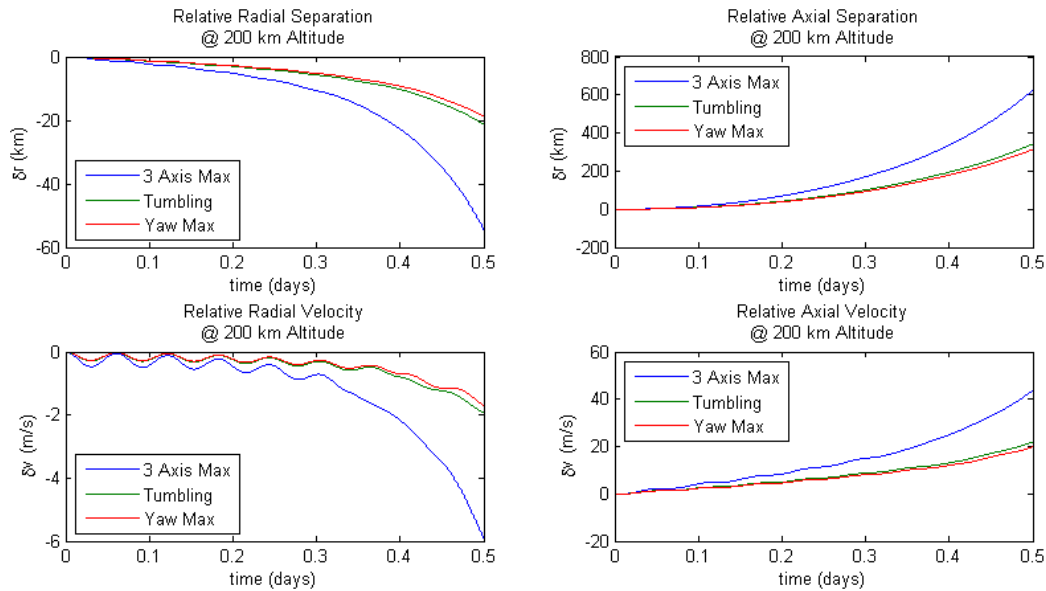 Relative Radial Separation
@ 200 km Altitude
0
-20
-40
-60
δr (km)
3 Axis Max
Tumbling
Yaw Max
0 0.1 0.2 0.3 0.4 0.5
time (days)
Relative Axial Separation
@ 200 km Altitude
800
600
400
200
0
-200
δr (km)
3 Axis Max
Tumbling
Yaw Max
0 0.1 0.2 0.3 0.4 0.5
time (days)
Relative Radial Velocity
@ 200 km Altitude
0
-2
-4
-6
δv (m/s)
3 Axis Max
Tumbling
Yaw Max
0 0.1 0.2 0.3 0.4 0.5
time (days)
Relative Axial Velocity
@ 200 km Altitude
60
40
20
0
-20
δv (m/s)
3 Axis Max
Tumbling
Yaw Max
0 0.1 0.2 0.3 0.4 0.5
time (days)